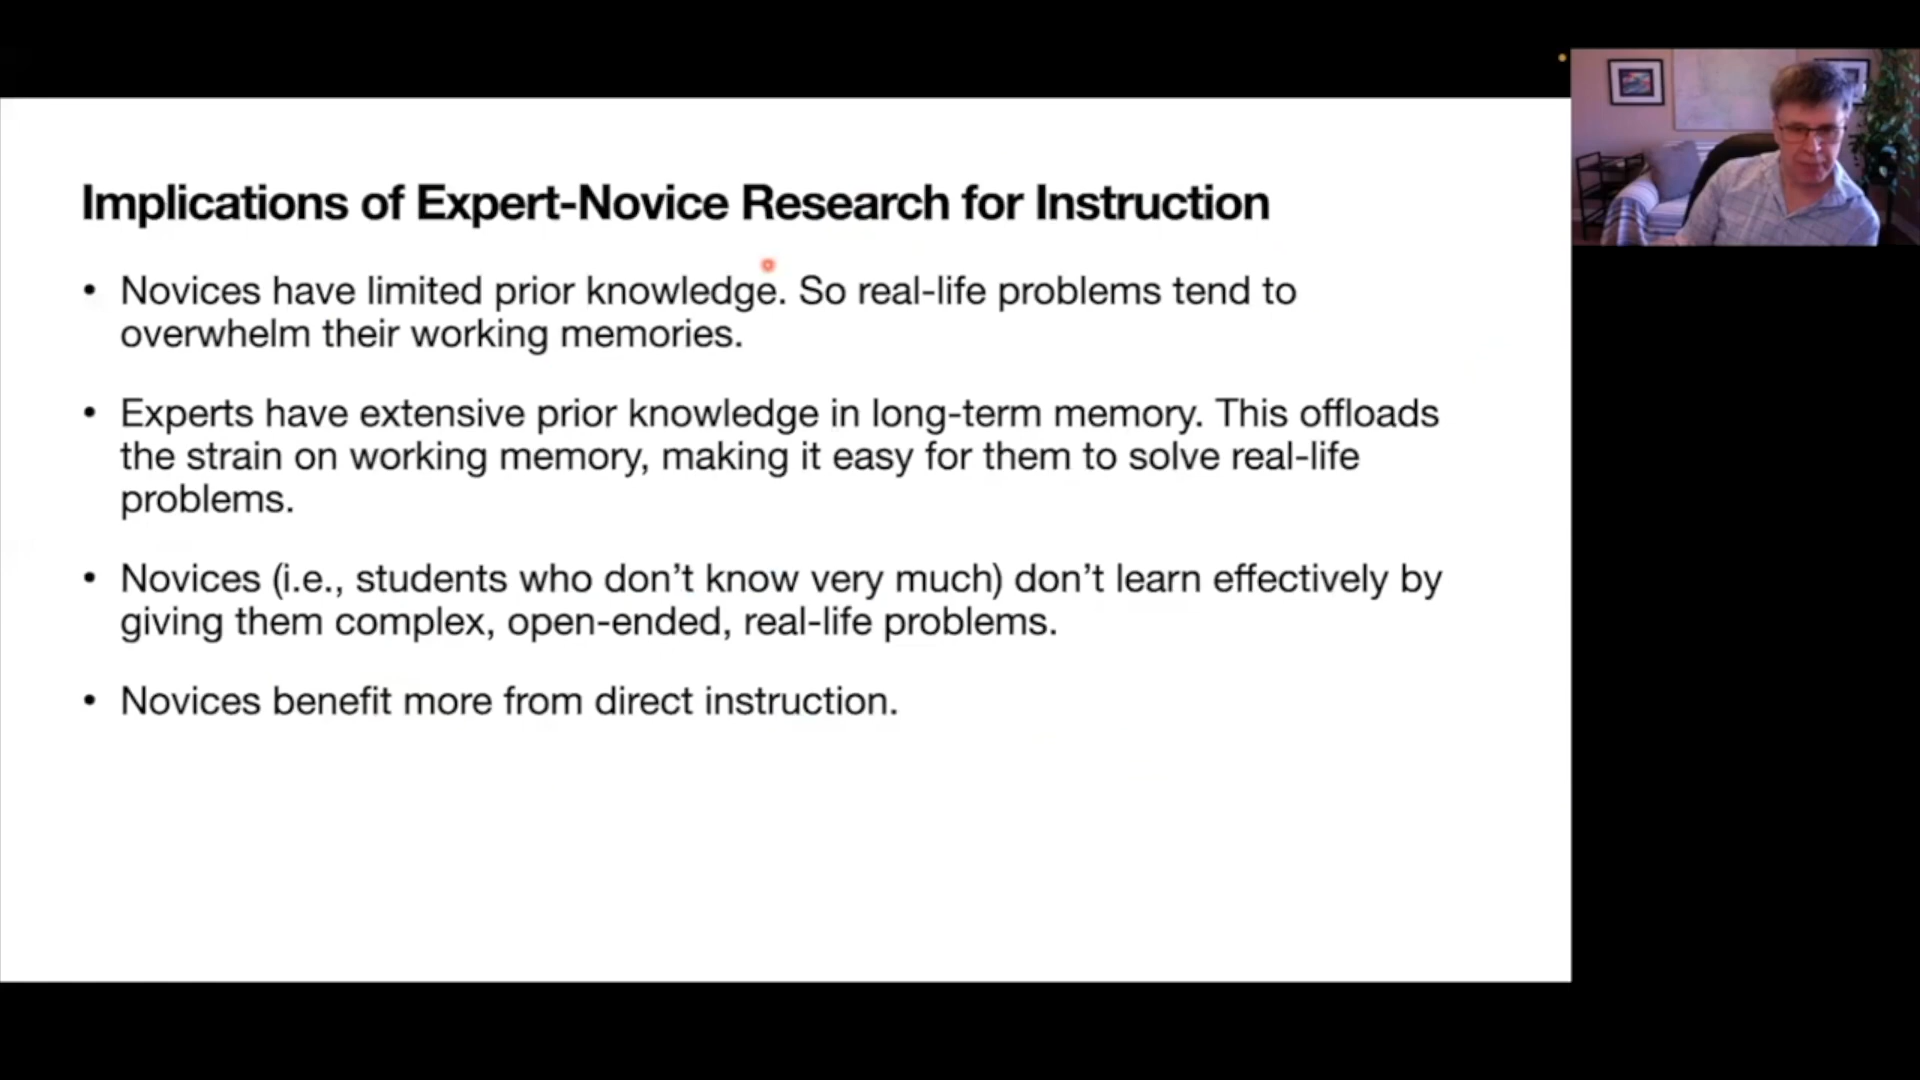 Implications of Expert-Novice Research for Instruction
• Novices have limited prior knowledge. So real-life problems tend to
overwhelm their working memories.
• Experts have extensive prior knowledge in long-term memory. This offloads
the strain on working memory, making it easy for them to solve real-life
problems.
• Novices (i.e., students who don’t know very much) don’t learn effectively by
giving them complex, open-ended, real-life problems.
• Novices benefit more from direct instruction.